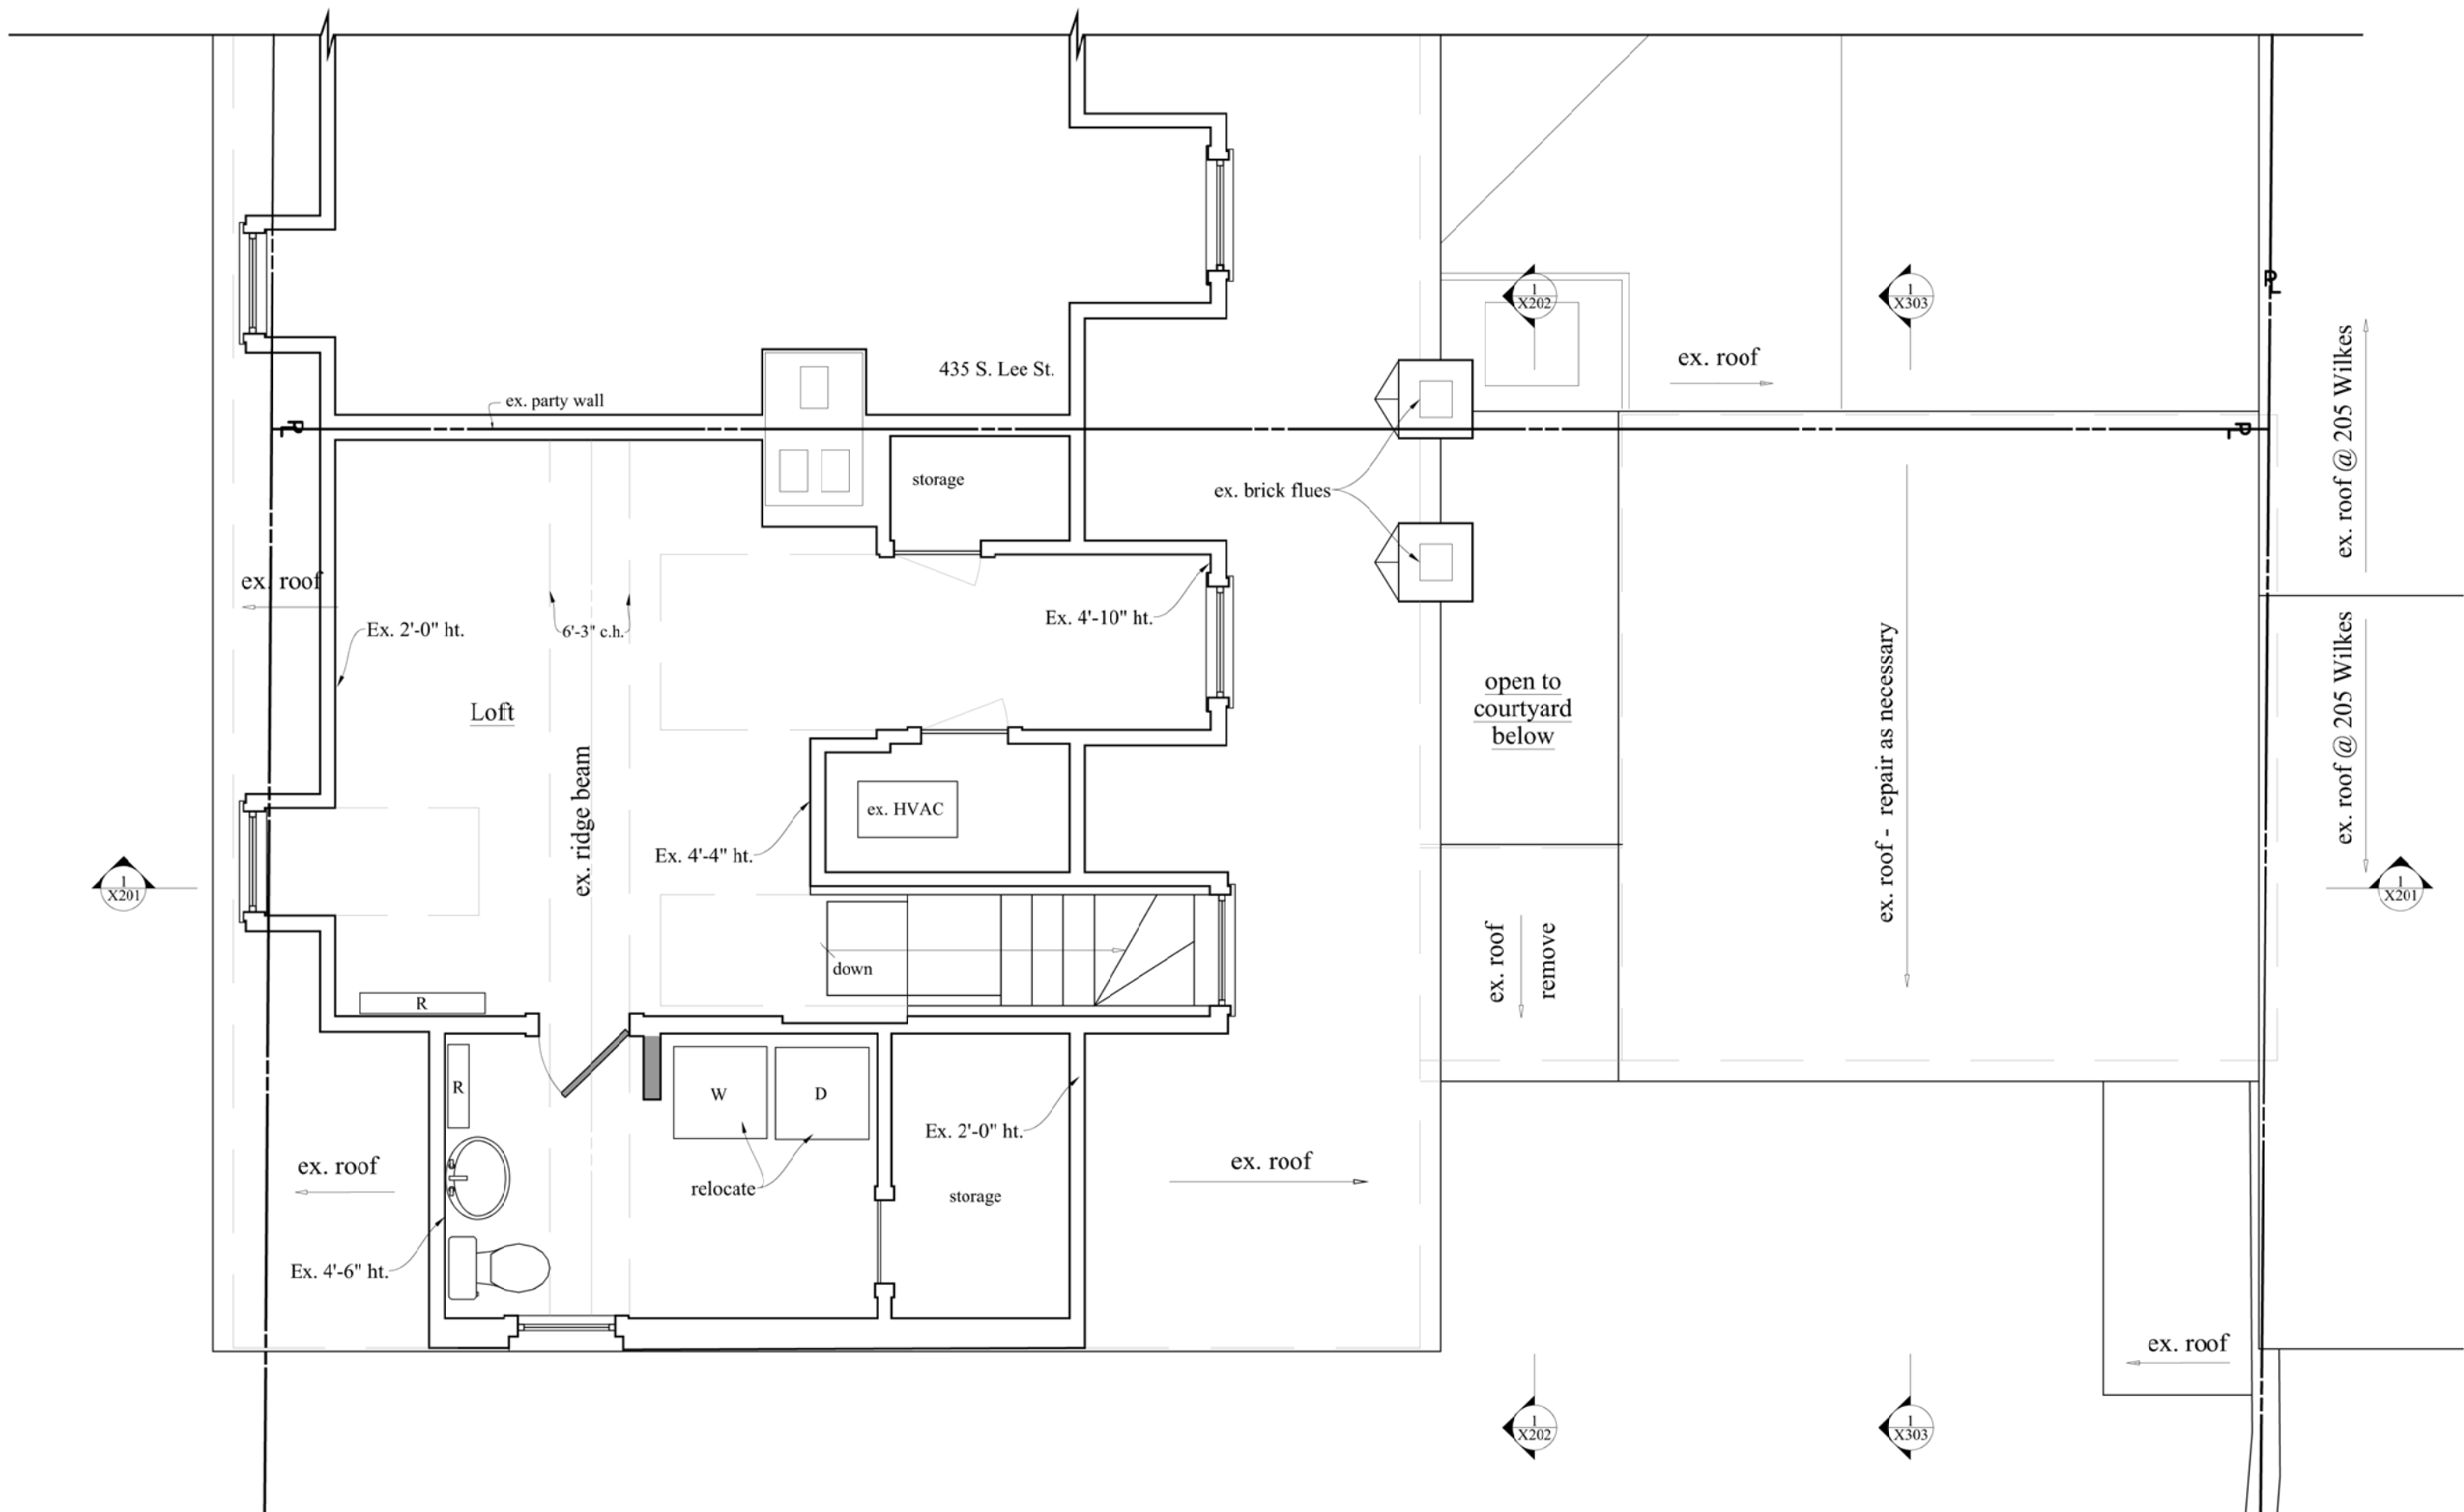 1
X202
1
X303
PL
ex. roof
435 S. Lee St.
ex. party wall
PL
PL
ex. roof @ 205 Wilkes
storage
ex. brick flues
ex. roof
Ex. 2'-0" ht.
6'-3" c.h.
Ex. 4'-10" ht.
Loft
open to
courtyard
below
ex. roof - repair as necessary
ex. roof @ 205 Wilkes
ex. ridge beam
ex. HVAC
Ex. 4'-4" ht.
1
X201
1
X201
down
ex. roof
remove
R
R
W
D
Ex. 2'-0" ht.
ex. roof
ex. roof
relocate
storage
Ex. 4'-6" ht.
ex. roof
1
X202
1
X303